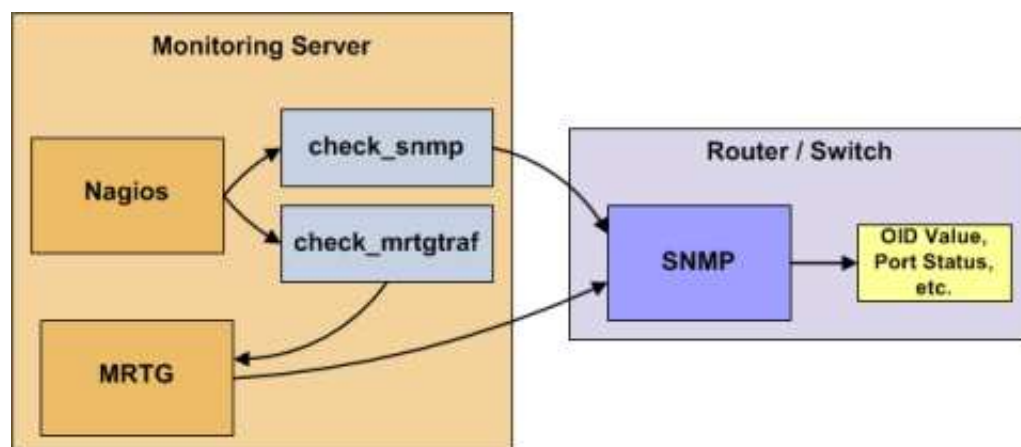 Monitoring Server
Nagios
check_snmp
check_mrtgtraf
MRTG
Router / Switch
SNMP
OID Value,
Port Status,
etc.